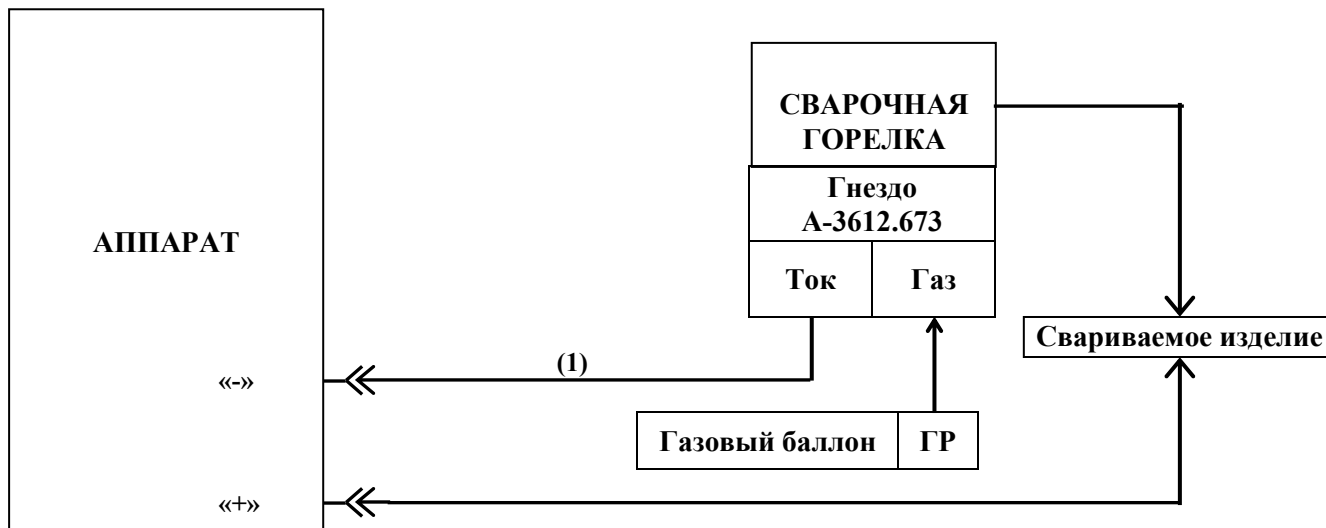 СВАРОЧНАЯ
ГОРЕЛКА
Гнездо
А-3612.673
АППАРАТ
Ток
Газ
Свариваемое изделие
(1)
«-»
Газовый баллон
ГР
«+»